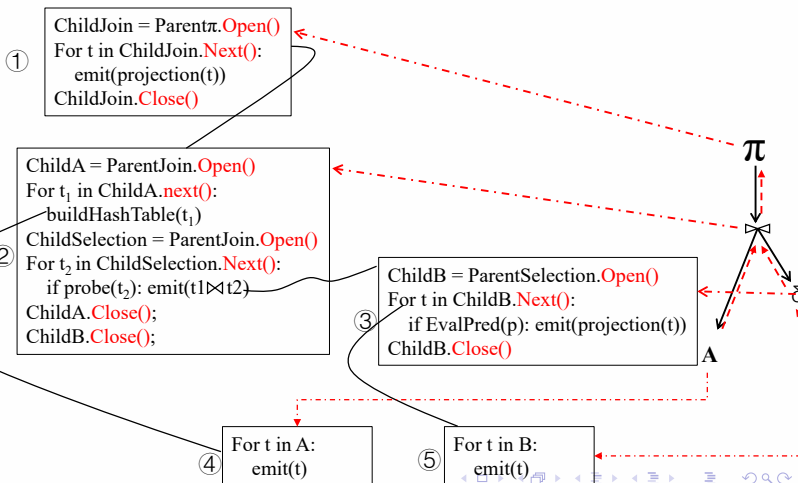 ①
ChildJoin = Parentπ.Open()
For t in ChildJoin.Next():
emit(projection(t))
ChildJoin.Close()
π
②
ChildA = ParentJoin.Open()
For t₁ in ChildA.next():
buildHashTable(t₁)
ChildSelection = ParentJoin.Open()
For t₂ in ChildSelection.Next():
if probe(t₂): emit(t1⋈t2)
ChildA.Close();
ChildB.Close();
⋈
③
ChildB = ParentSelection.Open()
For t in ChildB.Next():
if EvalPred(p): emit(projection(t))
ChildB.Close()
A
④
For t in A:
emit(t)
⑤
For t in B:
emit(t)